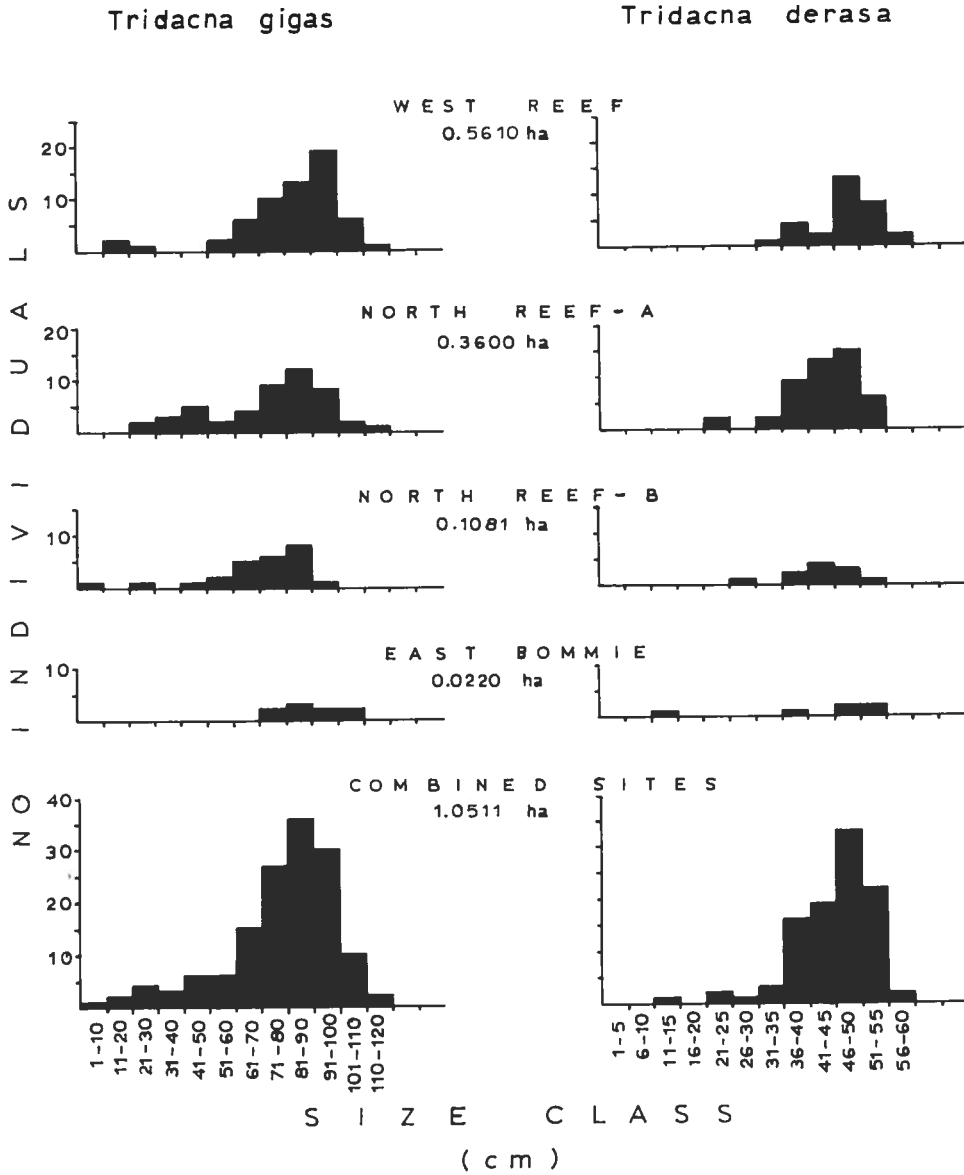 Tridacna gigas
Tridacna derasa
WEST REEF
0.5610 ha
20
10
NORTH REEF-A
0.3600 ha
20
10
NORTH REEF-B
0.1081 ha
10
EAST BOMMIE
0.0220 ha
10
COMBINED SITES
1.0511 ha
40
30
20
10
NO INDIVIDUALS
1-10
11-20
21-30
31-40
41-50
51-60
61-70
71-80
81-90
91-100
101-110
110-120
1-5
6-10
11-15
16-20
21-25
26-30
31-35
36-40
41-45
46-50
51-55
56-60
SIZE CLASS
(cm)